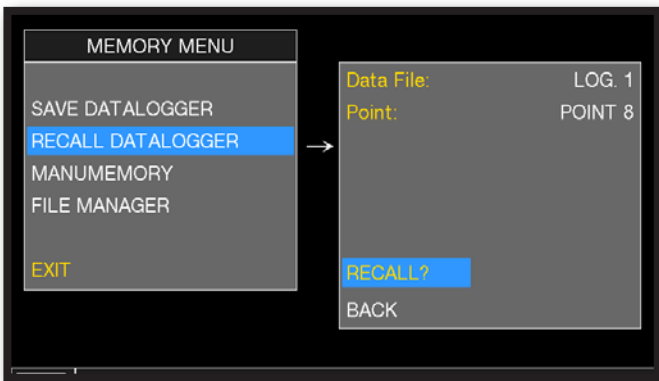 MEMORY MENU
SAVE DATALOGGER
RECALL DATALOGGER
MANUMEMORY
FILE MANAGER
EXIT
Data File: LOG. 1
Point: POINT 8
RECALL?
BACK